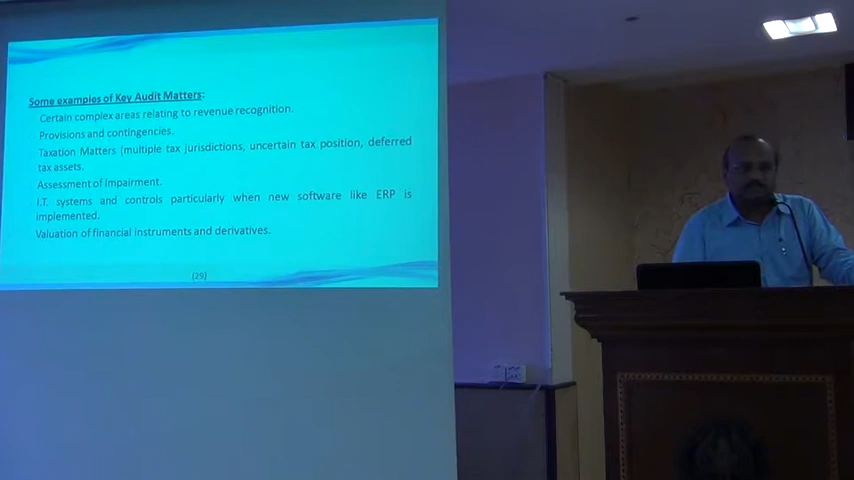 Some examples of Key Audit Matters:
Certain complex areas relating to revenue recognition.
Provisions and contingencies.
Taxation Matters (multiple tax jurisdictions, uncertain tax position, deferred
tax assets.
Assessment of Impairment.
I.T. systems and controls particularly when new software like ERP is
implemented.
Valuation of financial instruments and derivatives.
(29)